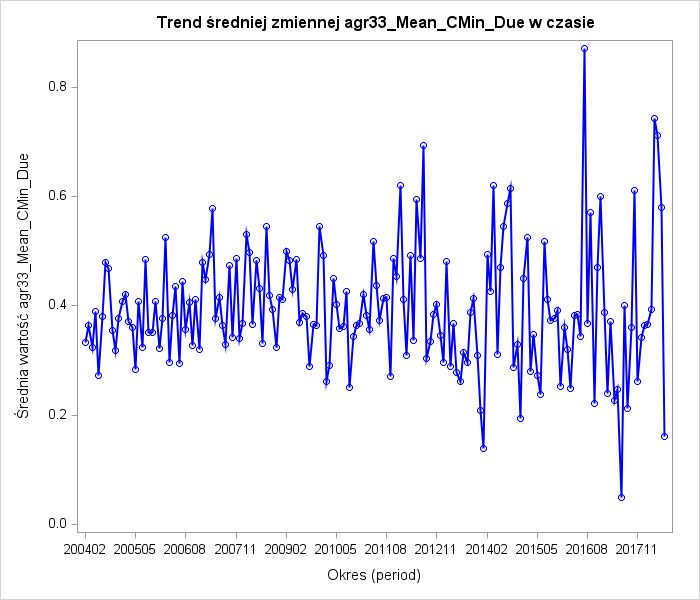 Trend średniej zmiennej agr33_Mean_CMin_Due w czasie
Średnia wartość agr33_Mean_CMin_Due
0.8
0.6
0.4
0.2
0.0
200402 200505 200608 200711 200902 201005 201108 201211 201402 201505 201608 201711
Okres (period)